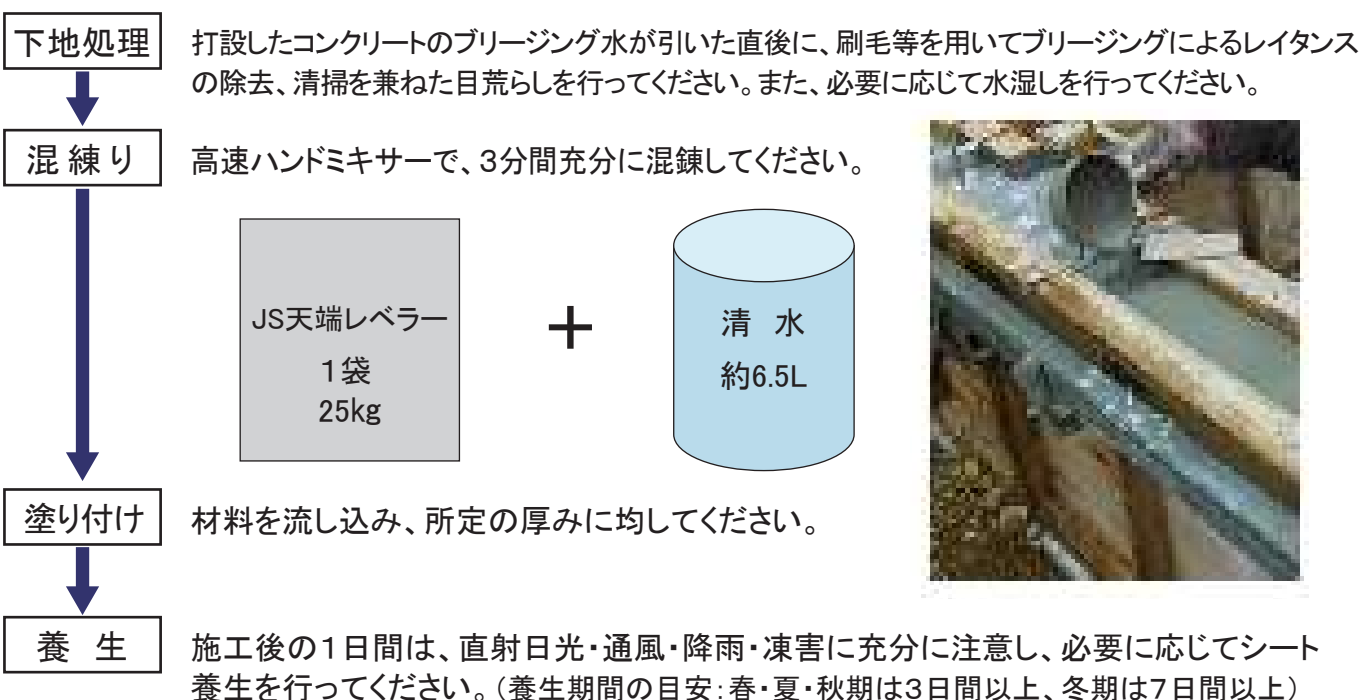 下地処理
打設したコンクリートのブリージング水が引いた直後に、刷毛等を用いてブリージングによるレイタンス
の除去、清掃を兼ねた目荒らしを行ってください。また、必要に応じて水湿しを行ってください。
混練り
高速ハンドミキサーで、３分間充分に混錬してください。
JS天端レベラー
１袋
25kg
＋
清 水
約6.5L
塗り付け
材料を流し込み、所定の厚みに均してください。
養 生
施工後の１日間は、直射日光・通風・降雨・凍害に充分に注意し、必要に応じてシート
養生を行ってください。（養生期間の目安：春・夏・秋期は３日間以上、冬期は７日間以上）